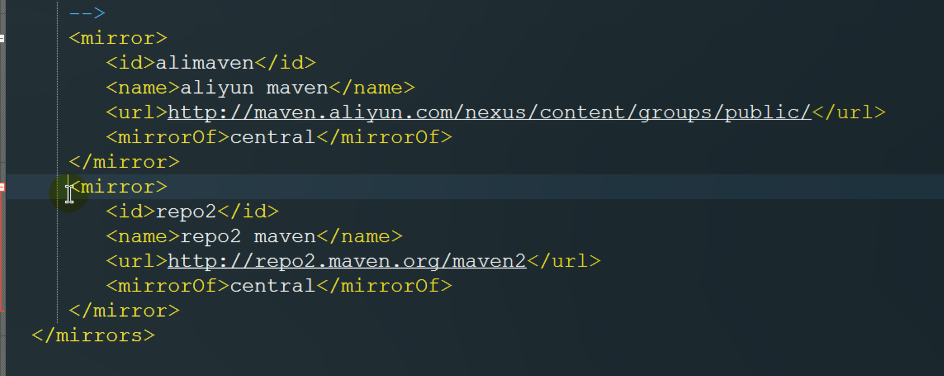 -->
<mirror>
<id>alimaven</id>
<name>aliyun maven</name>
<url>http://maven.aliyun.com/nexus/content/groups/public/</url>
<mirrorOf>central</mirrorOf>
</mirror>
<mirror>
<id>repo2</id>
<name>repo2 maven</name>
<url>http://repo2.maven.org/maven2</url>
<mirrorOf>central</mirrorOf>
</mirror>
</mirrors>